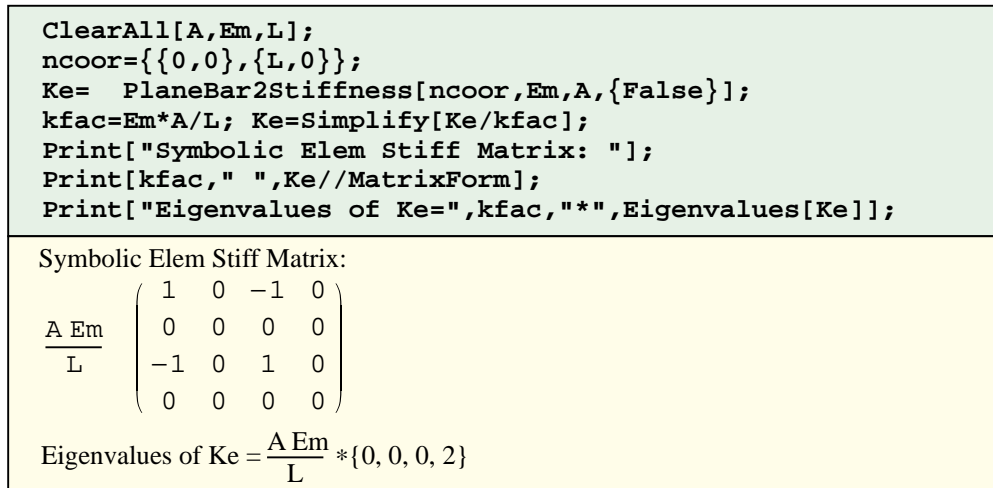 ClearAll[A,Em,L];
ncoor={{0,0},{L,0}};
Ke=  PlaneBar2Stiffness[ncoor,Em,A,{False}];
kfac=Em*A/L; Ke=Simplify[Ke/kfac];
Print["Symbolic Elem Stiff Matrix: "];
Print[kfac," ",Ke//MatrixForm];
Print["Eigenvalues of Ke=",kfac,"*",Eigenvalues[Ke]];
Symbolic Elem Stiff Matrix:
A Em
L
1 0 −1 0
0 0 0 0
−1 0 1 0
0 0 0 0
Eigenvalues of Ke = A Em / L *{0, 0, 0, 2}